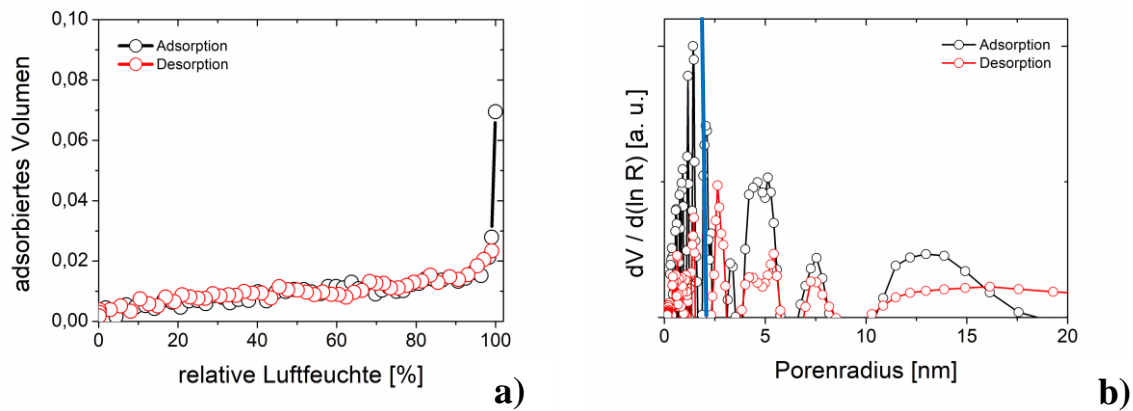 0,10
0,08
0,06
0,04
0,02
0,00
adsorbiertes Volumen
Adsorption
Desorption
0 20 40 60 80 100
relative Luftfeuchte [%]
a)
dV / d(ln R) [a. u.]
Adsorption
Desorption
0 5 10 15 20
Porenradius [nm]
b)